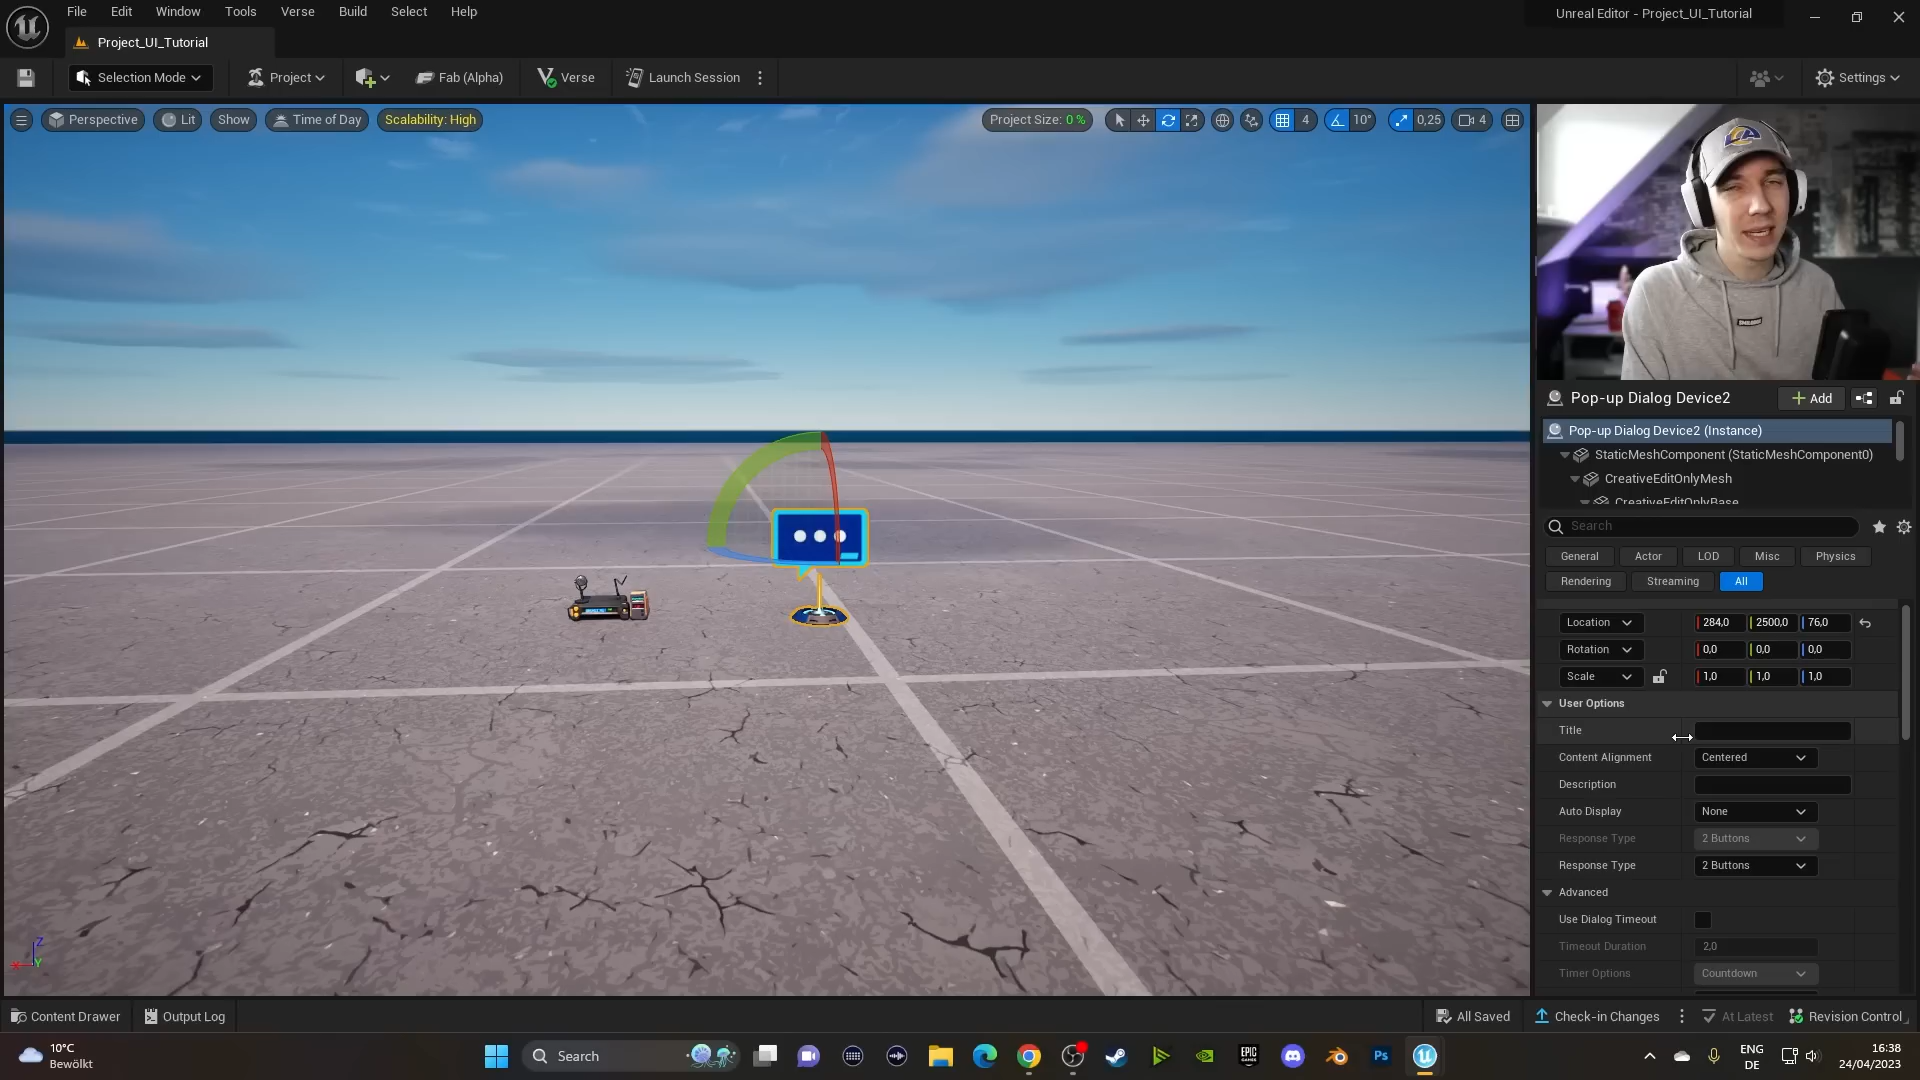 File Edit Window Tools Verse Build Select Help
Unreal Editor - Project_UI_Tutorial
Project_UI_Tutorial
Selection Mode
Project
Fab (Alpha)
Verse
Launch Session
Settings
Perspective
Lit
Show
Time of Day
Scalability: High
Project Size: 0 %
4
10°
0,25
4
Pop-up Dialog Device2
Add
Pop-up Dialog Device2 (Instance)
StaticMeshComponent (StaticMeshComponent0)
CreativeEditOnlyMesh
CreativeEditOnlyBase
Search
General Actor LOD Misc Physics
Rendering Streaming All
Location 284,0 2500,0 76,0
Rotation 0,0 0,0 0,0
Scale 1,0 1,0 1,0
User Options
Title
Content Alignment Centered
Description
Auto Display None
Response Type 2 Buttons
Response Type 2 Buttons
Advanced
Use Dialog Timeout
Timeout Duration 2,0
Timer Options Countdown
Z
X
Y
Content Drawer
Output Log
All Saved
Check-in Changes
At Latest
Revision Control
10°C
Bewölkt
Search
EPIC GAMES
Ps
ENG
DE
16:38
24/04/2023